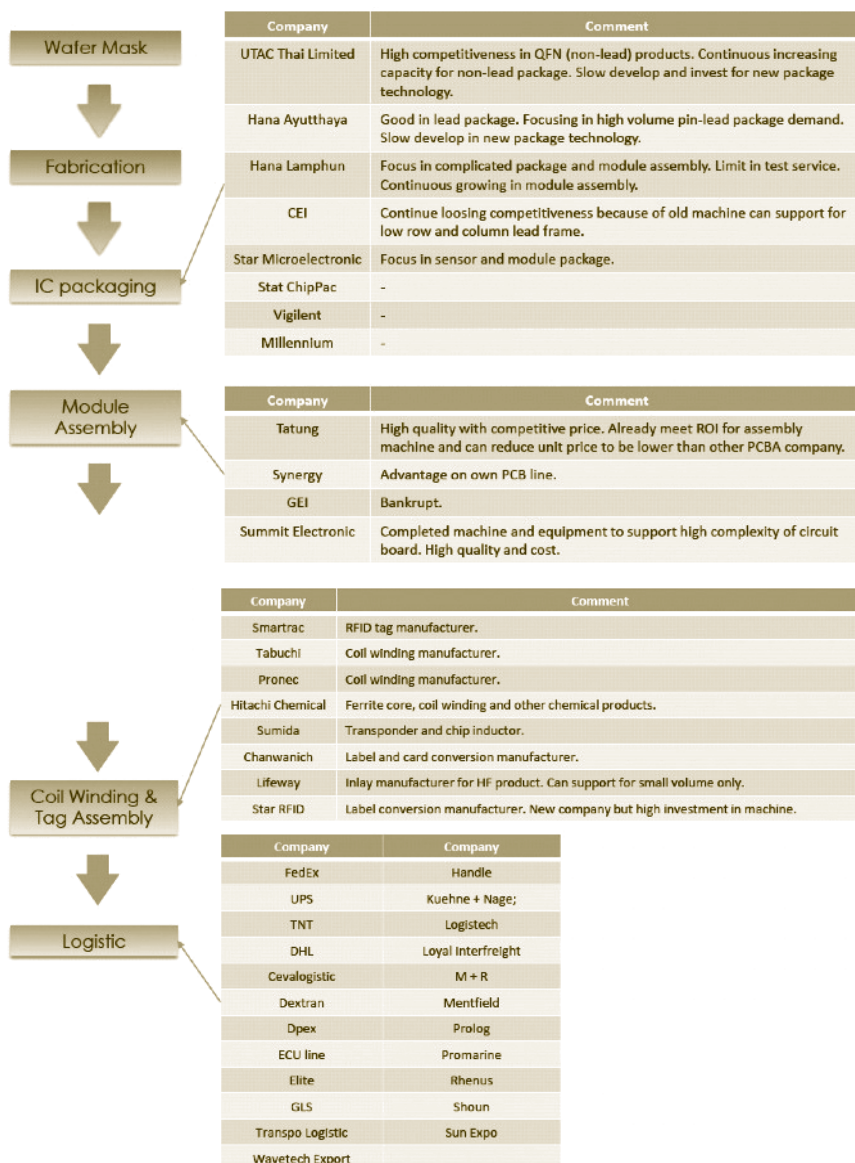 Wafer Mask
Fabrication
IC packaging
Module
Assembly
Coil Winding &
Tag Assembly
Logistic
Company Comment
UTAC Thai Limited High competitiveness in QFN (non-lead) products. Continuous increasing
capacity for non-lead package. Slow develop and invest for new package
technology.
Hana Ayutthaya Good in lead package. Focusing in high volume pin-lead package demand.
Slow develop in new package technology.
Hana Lamphun Focus in complicated package and module assembly. Limit in test service.
Continuous growing in module assembly.
CEI Continue loosing competitiveness because of old machine can support for
low row and column lead frame.
Star Microelectronic Focus in sensor and module package.
Stat ChipPac -
Vigilent -
Millennium -
Company Comment
Tatung High quality with competitive price. Already meet ROI for assembly
machine and can reduce unit price to be lower than other PCBA company.
Synergy Advantage on own PCB line.
GEI Bankrupt.
Summit Electronic Completed machine and equipment to support high complexity of circuit
board. High quality and cost.
Company Comment
Smartrac RFID tag manufacturer.
Tabuchi Coil winding manufacturer.
Pronec Coil winding manufacturer.
Hitachi Chemical Ferrite core, coil winding and other chemical products.
Sumida Transponder and chip inductor.
Chanwanich Label and card conversion manufacturer.
Lifeway Inlay manufacturer for HF product. Can support for small volume only.
Star RFID Label conversion manufacturer. New company but high investment in machine.
Company Company
FedEx Handle
UPS Kuehne + Nage;
TNT Logistech
DHL Loyal Interfreight
Cevalogistic M + R
Dextran Mentfield
Dpex Prolog
ECU line Promarine
Elite Rhenus
GLS Shoun
Transpo Logistic Sun Expo
Wavetech Export